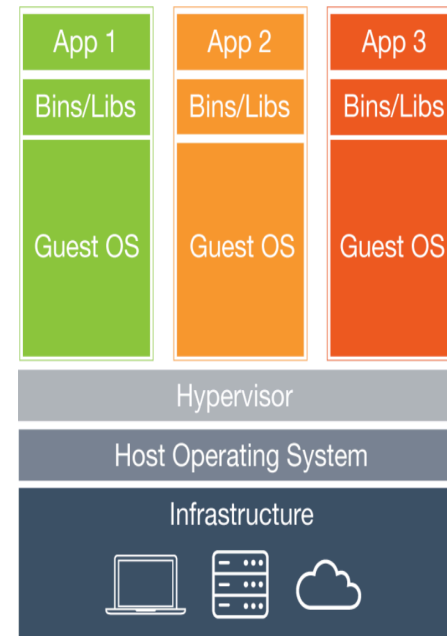 App 1
App 2
App 3
Bins/Libs
Bins/Libs
Bins/Libs
Guest OS
Guest OS
Guest OS
Hypervisor
Host Operating System
Infrastructure